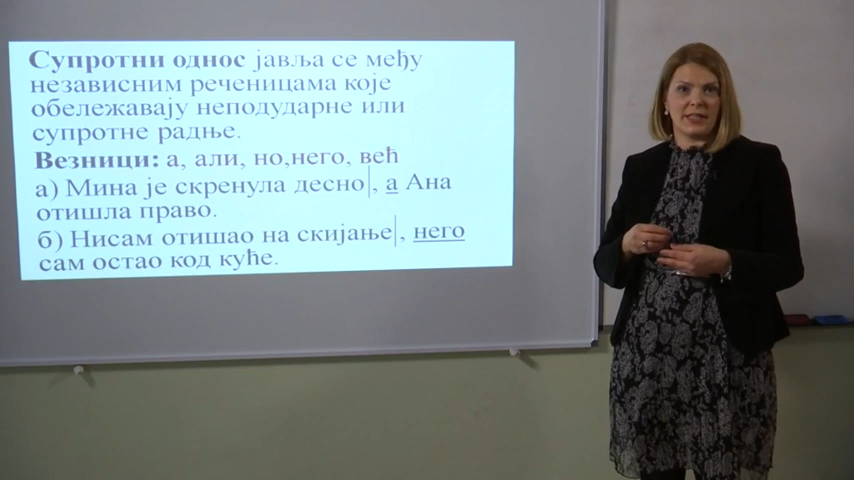 Супротни однос јавља се међу
независним реченицама које
обележавају неподударне или
супротне радње.
Везници: а, али, но,него, већ
а) Мина је скренула десно|, а Ана
отишла право.
б) Нисам отишао на скијање|, него
сам остао код куће.